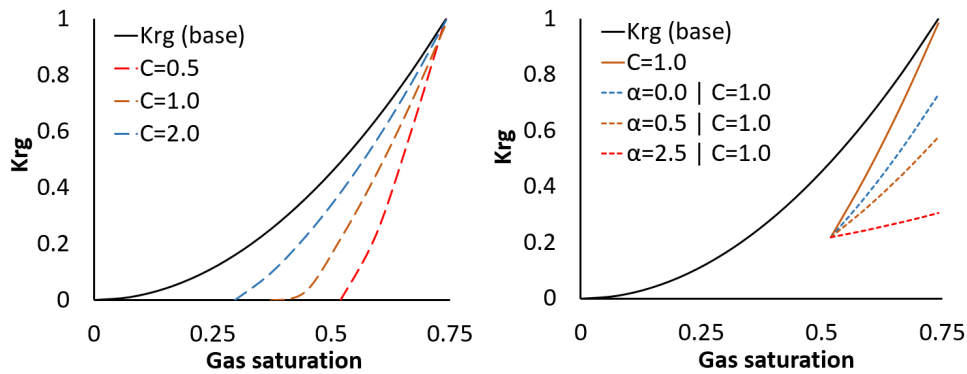 Krg
1
0.8
0.6
0.4
0.2
0
Krg (base)
C=0.5
C=1.0
C=2.0
0 0.25 0.5 0.75
Gas saturation
Krg
1
0.8
0.6
0.4
0.2
0
Krg (base)
C=1.0
α=0.0 | C=1.0
α=0.5 | C=1.0
α=2.5 | C=1.0
0 0.25 0.5 0.75
Gas saturation